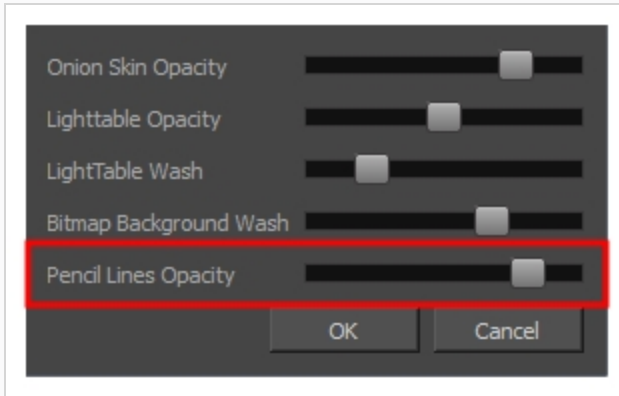 Onion Skin Opacity
Lighttable Opacity
LightTable Wash
Bitmap Background Wash
Pencil Lines Opacity
OK Cancel